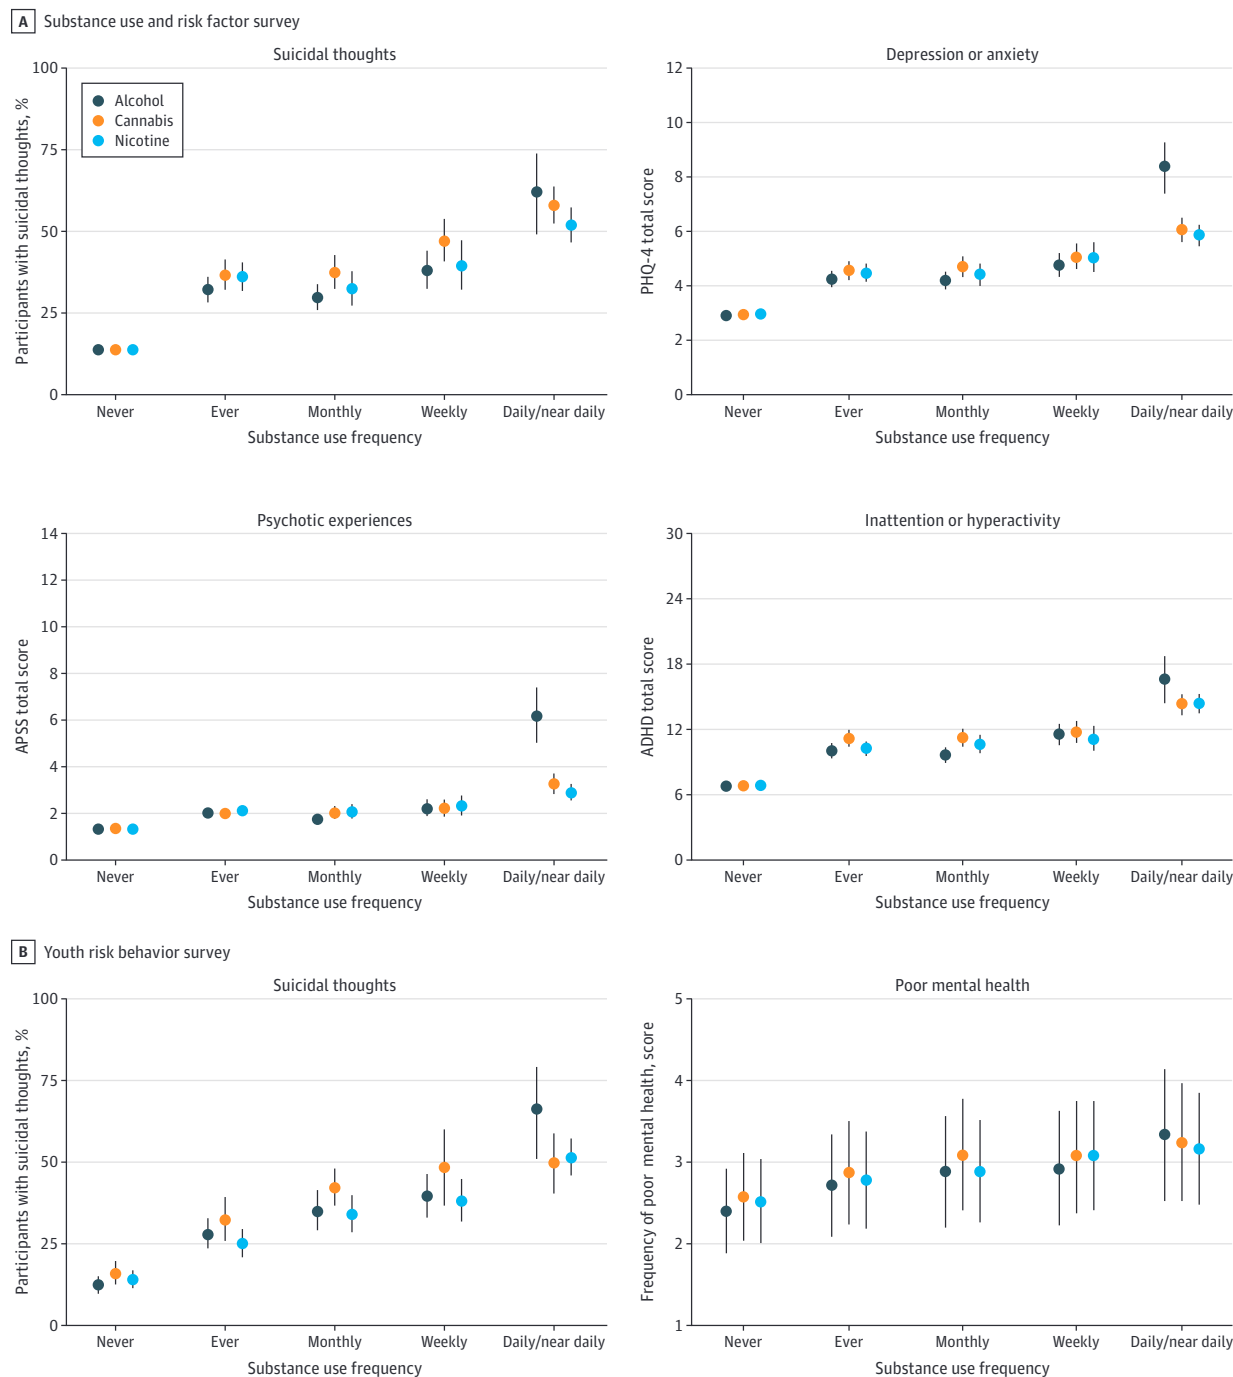 A Substance use and risk factor survey
Suicidal thoughts
Participants with suicidal thoughts, %
100
75
50
25
0
Alcohol
Cannabis
Nicotine
Never Ever Monthly Weekly Daily/near daily
Substance use frequency
Depression or anxiety
PHQ-4 total score
12
10
8
6
4
2
0
Never Ever Monthly Weekly Daily/near daily
Substance use frequency
Psychotic experiences
APSS total score
14
12
10
8
6
4
2
0
Never Ever Monthly Weekly Daily/near daily
Substance use frequency
Inattention or hyperactivity
ADHD total score
30
24
18
12
6
0
Never Ever Monthly Weekly Daily/near daily
Substance use frequency
B Youth risk behavior survey
Suicidal thoughts
Participants with suicidal thoughts, %
100
75
50
25
0
Never Ever Monthly Weekly Daily/near daily
Substance use frequency
Poor mental health
Frequency of poor mental health, score
5
4
3
2
1
Never Ever Monthly Weekly Daily/near daily
Substance use frequency